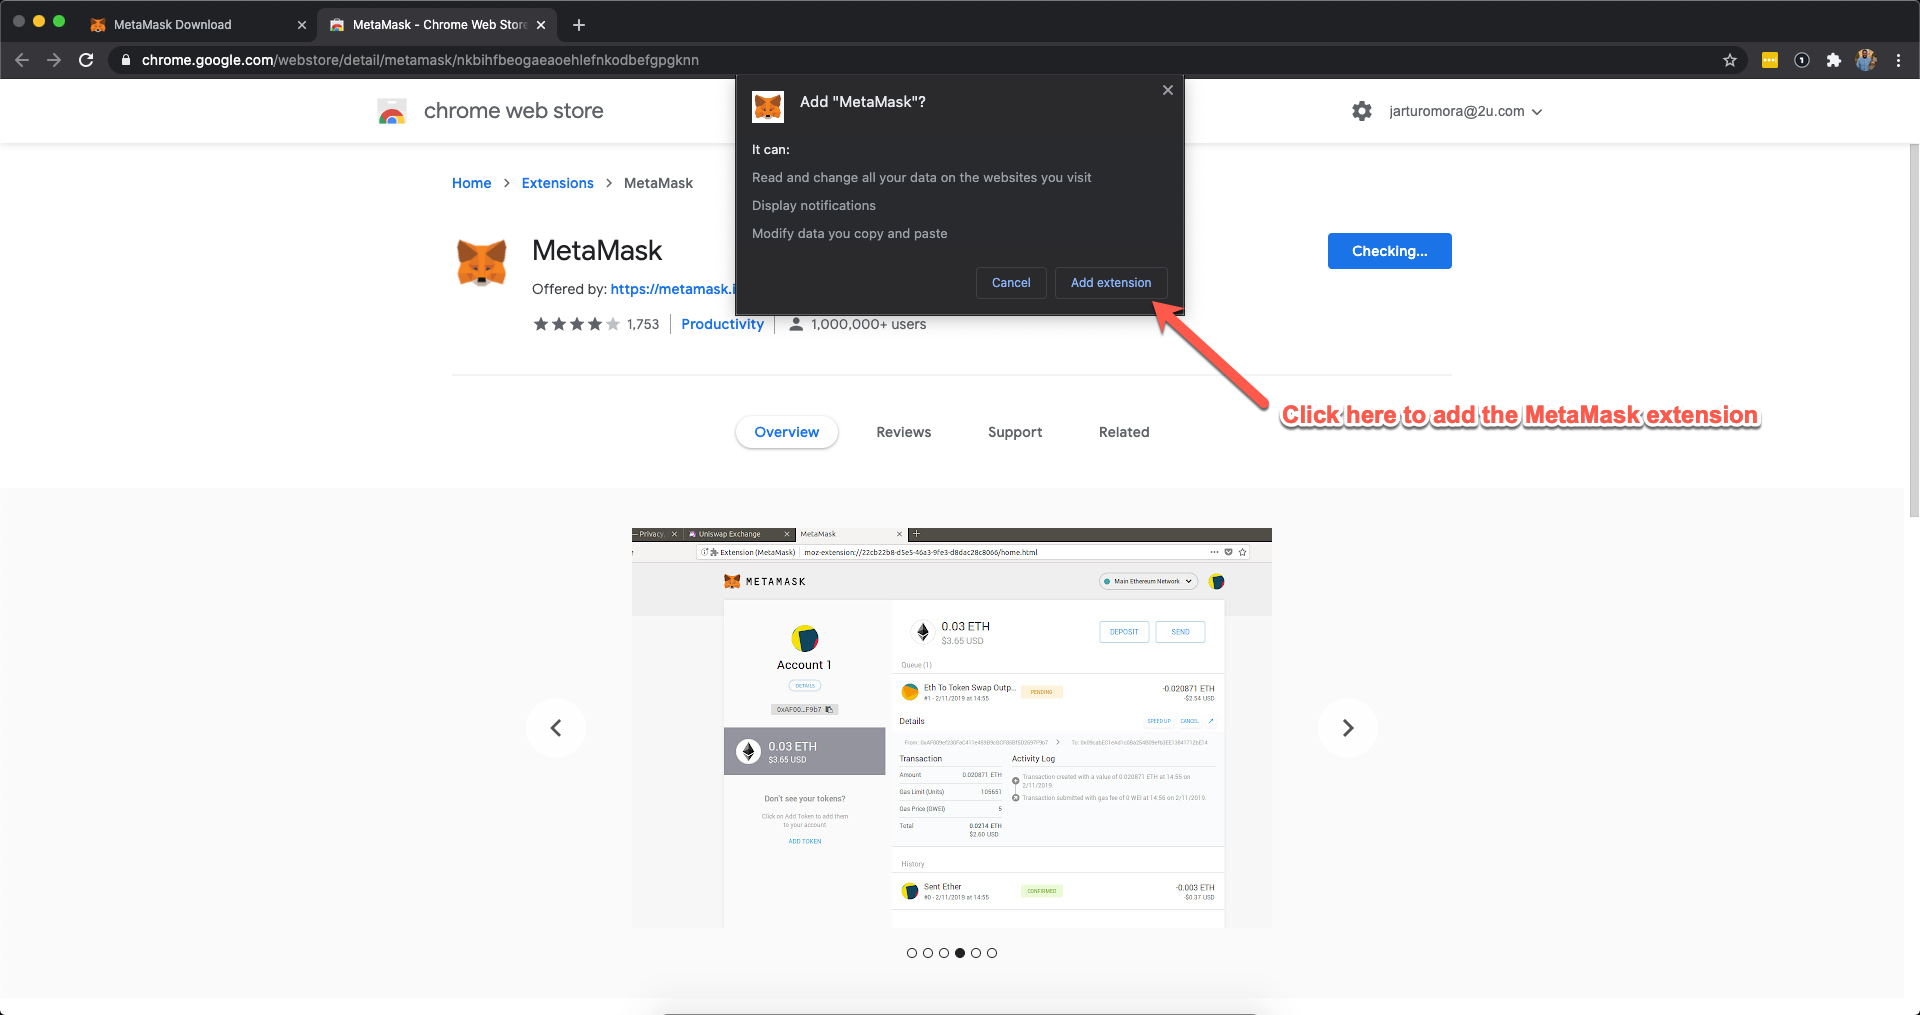 MetaMask Download
MetaMask - Chrome Web Store
chrome.google.com/webstore/detail/metamask/nkbihfbeogaeaoehlefnkodbefgpgknn
chrome web store
jarturomora@2u.com
Add "MetaMask"?
It can:
Read and change all your data on the websites you visit
Display notifications
Modify data you copy and paste
Cancel
Add extension
Home > Extensions > MetaMask
MetaMask
Checking...
Offered by: https://metamask.i
1,753
Productivity
1,000,000+ users
Click here to add the MetaMask extension
Overview
Reviews
Support
Related
Privacy.
Uniswap Exchange
MetaMask
Extension (MetaMask)
moz-extension://22cb22b8-d5e5-46a3-9fe3-d8dac28c8066/home.html
METAMASK
Main Ethereum Network
Account 1
DETAILS
0xAF00...F9b7
0.03 ETH
$3.65 USD
Don't see your tokens?
Click on Add Token to add them
to your account
ADD TOKEN
0.03 ETH
$3.65 USD
DEPOSIT
SEND
Queue (1)
Eth To Token Swap Outp...
#1 - 2/11/2019 at 14:55
PENDING
-0.020871 ETH
-$2.54 USD
Details
SPEED UP
CANCEL
Transaction
Amount 0.020871 ETH
Gas Limit (Units) 105651
Gas Price (GWEI) 5
Total 0.0214 ETH
$2.60 USD
Activity Log
Transaction created with a value of 0.020871 ETH at 14:55 on
2/11/2019.
Transaction submitted with gas fee of 0 WEI at 14:56 on 2/11/2019.
History
Sent Ether
#0 - 2/11/2019 at 14:55
CONFIRMED
-0.003 ETH
-$0.37 USD